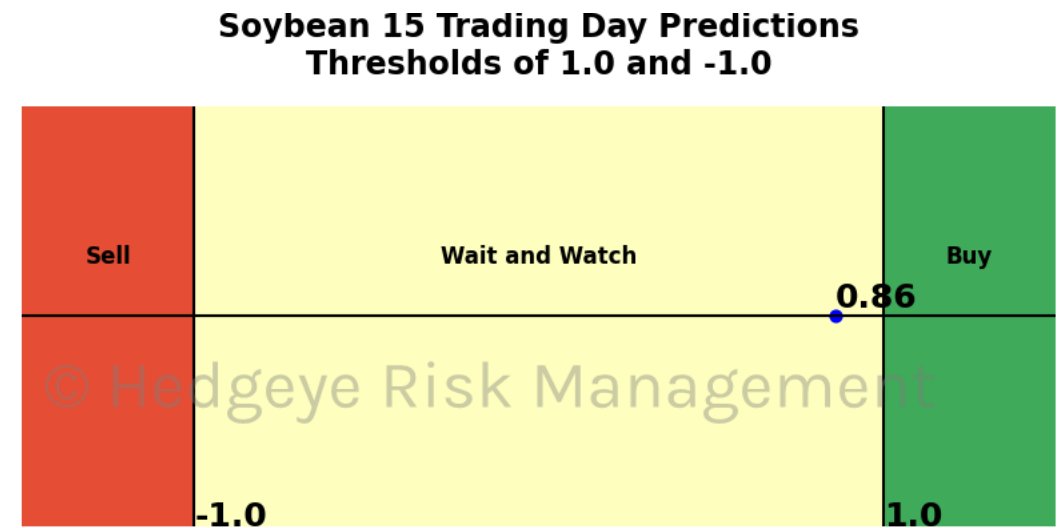 Soybean 15 Trading Day Predictions
Thresholds of 1.0 and -1.0
Sell
Wait and Watch
Buy
0.86
© Hedgeye Risk Management
-1.0
1.0